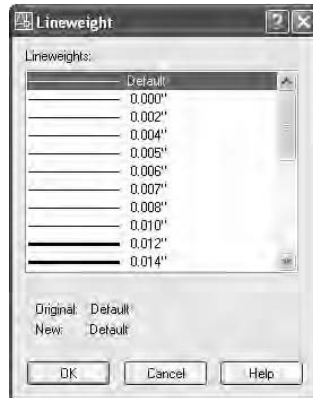 Lineweight
Lineweights:
Default
0.000"
0.002"
0.004"
0.005"
0.006"
0.007"
0.008"
0.010"
0.012"
0.014"
Original: Default
New: Default
OK Cancel Help